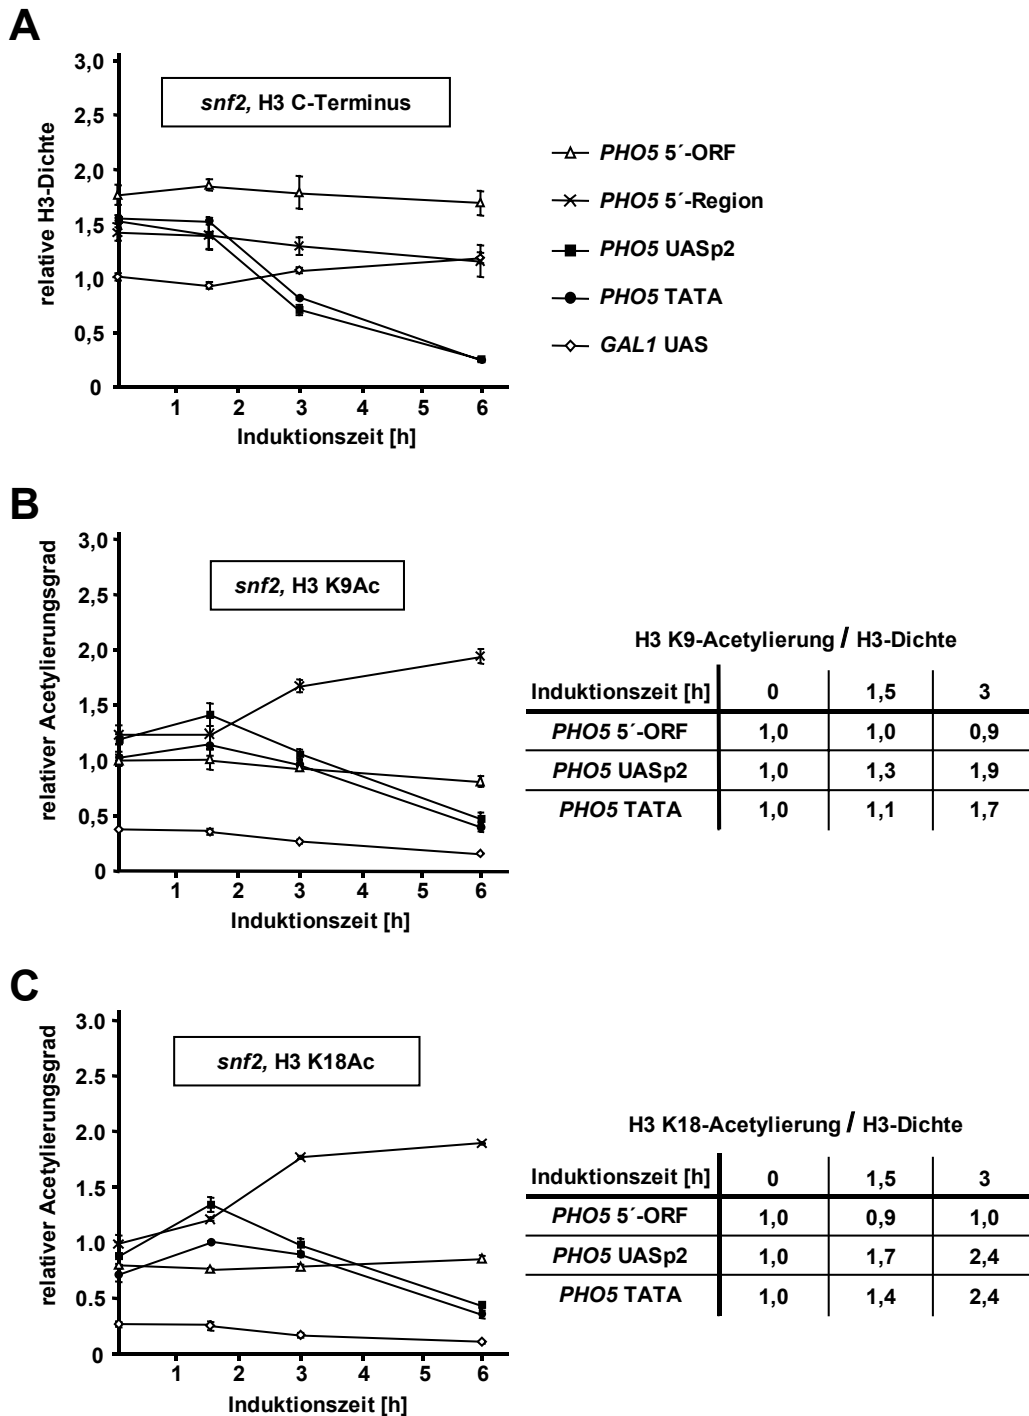 A
3,0
2,5
2,0
1,5
1,0
0,5
0
relative H3-Dichte
snf2, H3 C-Terminus
1 2 3 4 5 6
Induktionszeit [h]
PHO5 5´-ORF
PHO5 5´-Region
PHO5 UASp2
PHO5 TATA
GAL1 UAS
B
3,0
2,5
2,0
1,5
1,0
0,5
0
relativer Acetylierungsgrad
snf2, H3 K9Ac
1 2 3 4 5 6
Induktionszeit [h]
H3 K9-Acetylierung / H3-Dichte
Induktionszeit [h] 0 1,5 3
PHO5 5´-ORF 1,0 1,0 0,9
PHO5 UASp2 1,0 1,3 1,9
PHO5 TATA 1,0 1,1 1,7
C
3.0
2.5
2.0
1.5
1.0
0.5
0
relativer Acetylierungsgrad
snf2, H3 K18Ac
1 2 3 4 5 6
Induktionszeit [h]
H3 K18-Acetylierung / H3-Dichte
Induktionszeit [h] 0 1,5 3
PHO5 5´-ORF 1,0 0,9 1,0
PHO5 UASp2 1,0 1,7 2,4
PHO5 TATA 1,0 1,4 2,4